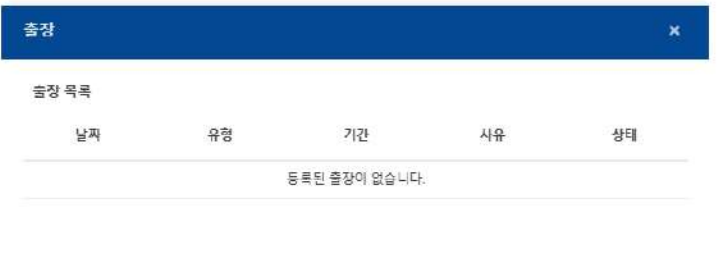 출장 ×
출장 목록
날짜 유형 기간 사유 상태
등록된 출장이 없습니다.